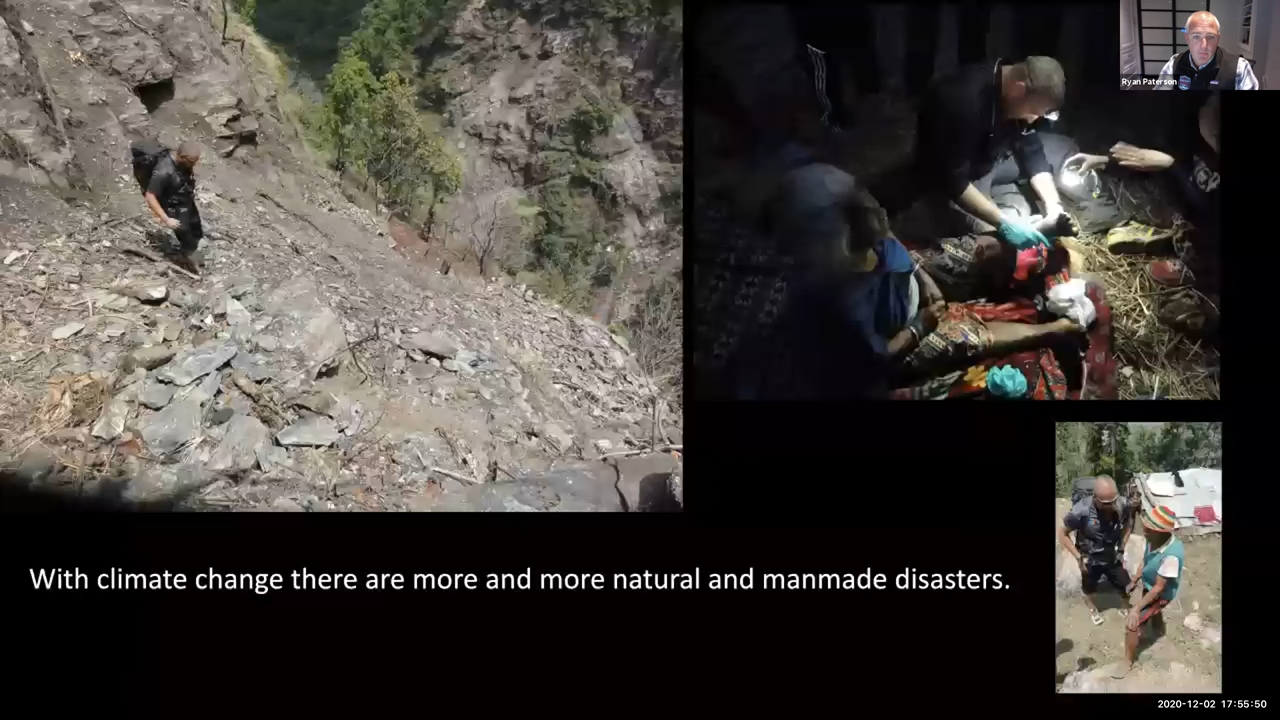 Ryan Paterson
With climate change there are more and more natural and manmade disasters.
2020-12-02 17:55:50